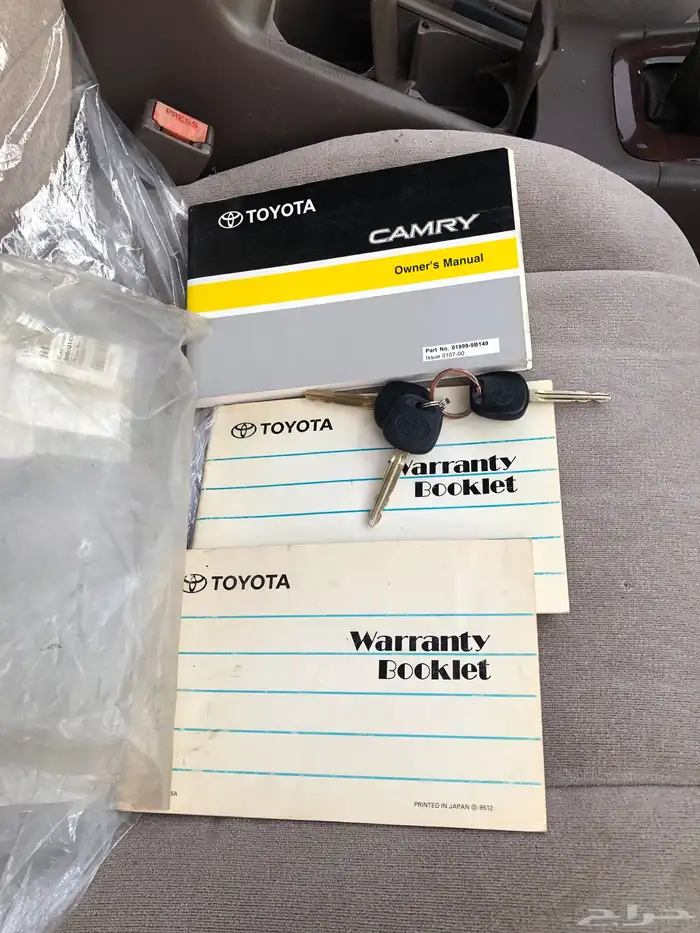 PRESS
TOYOTA
CAMRY
Owner's Manual
Part No. 01999-9B149
Issue 0107-00
TOYOTA
Warranty
Booklet
TOYOTA
Warranty
Booklet
PRINTED IN JAPAN © 9512
حراج